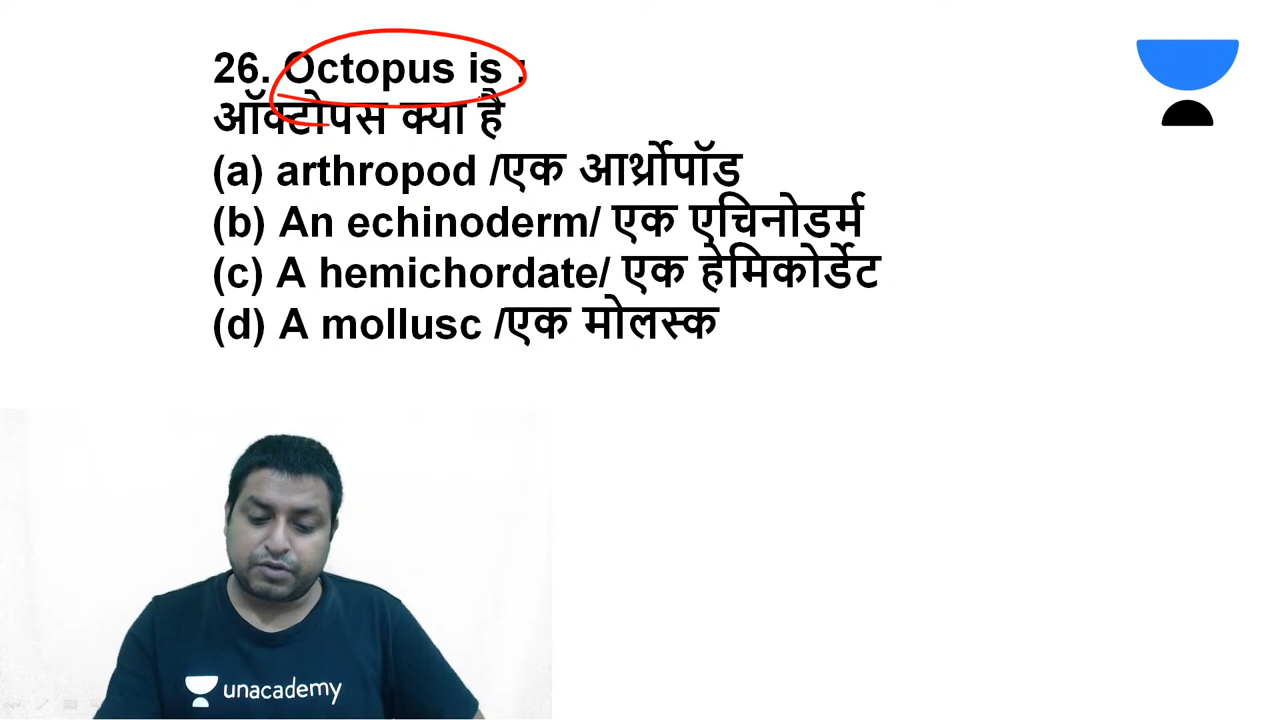 26. Octopus is :
ऑक्टोपस क्या है
(a) arthropod /एक आर्थ्रोपॉड
(b) An echinoderm/ एक एचिनोडर्म
(c) A hemichordate/ एक हेमिकोर्डेट
(d) A mollusc /एक मोलस्क
unacademy